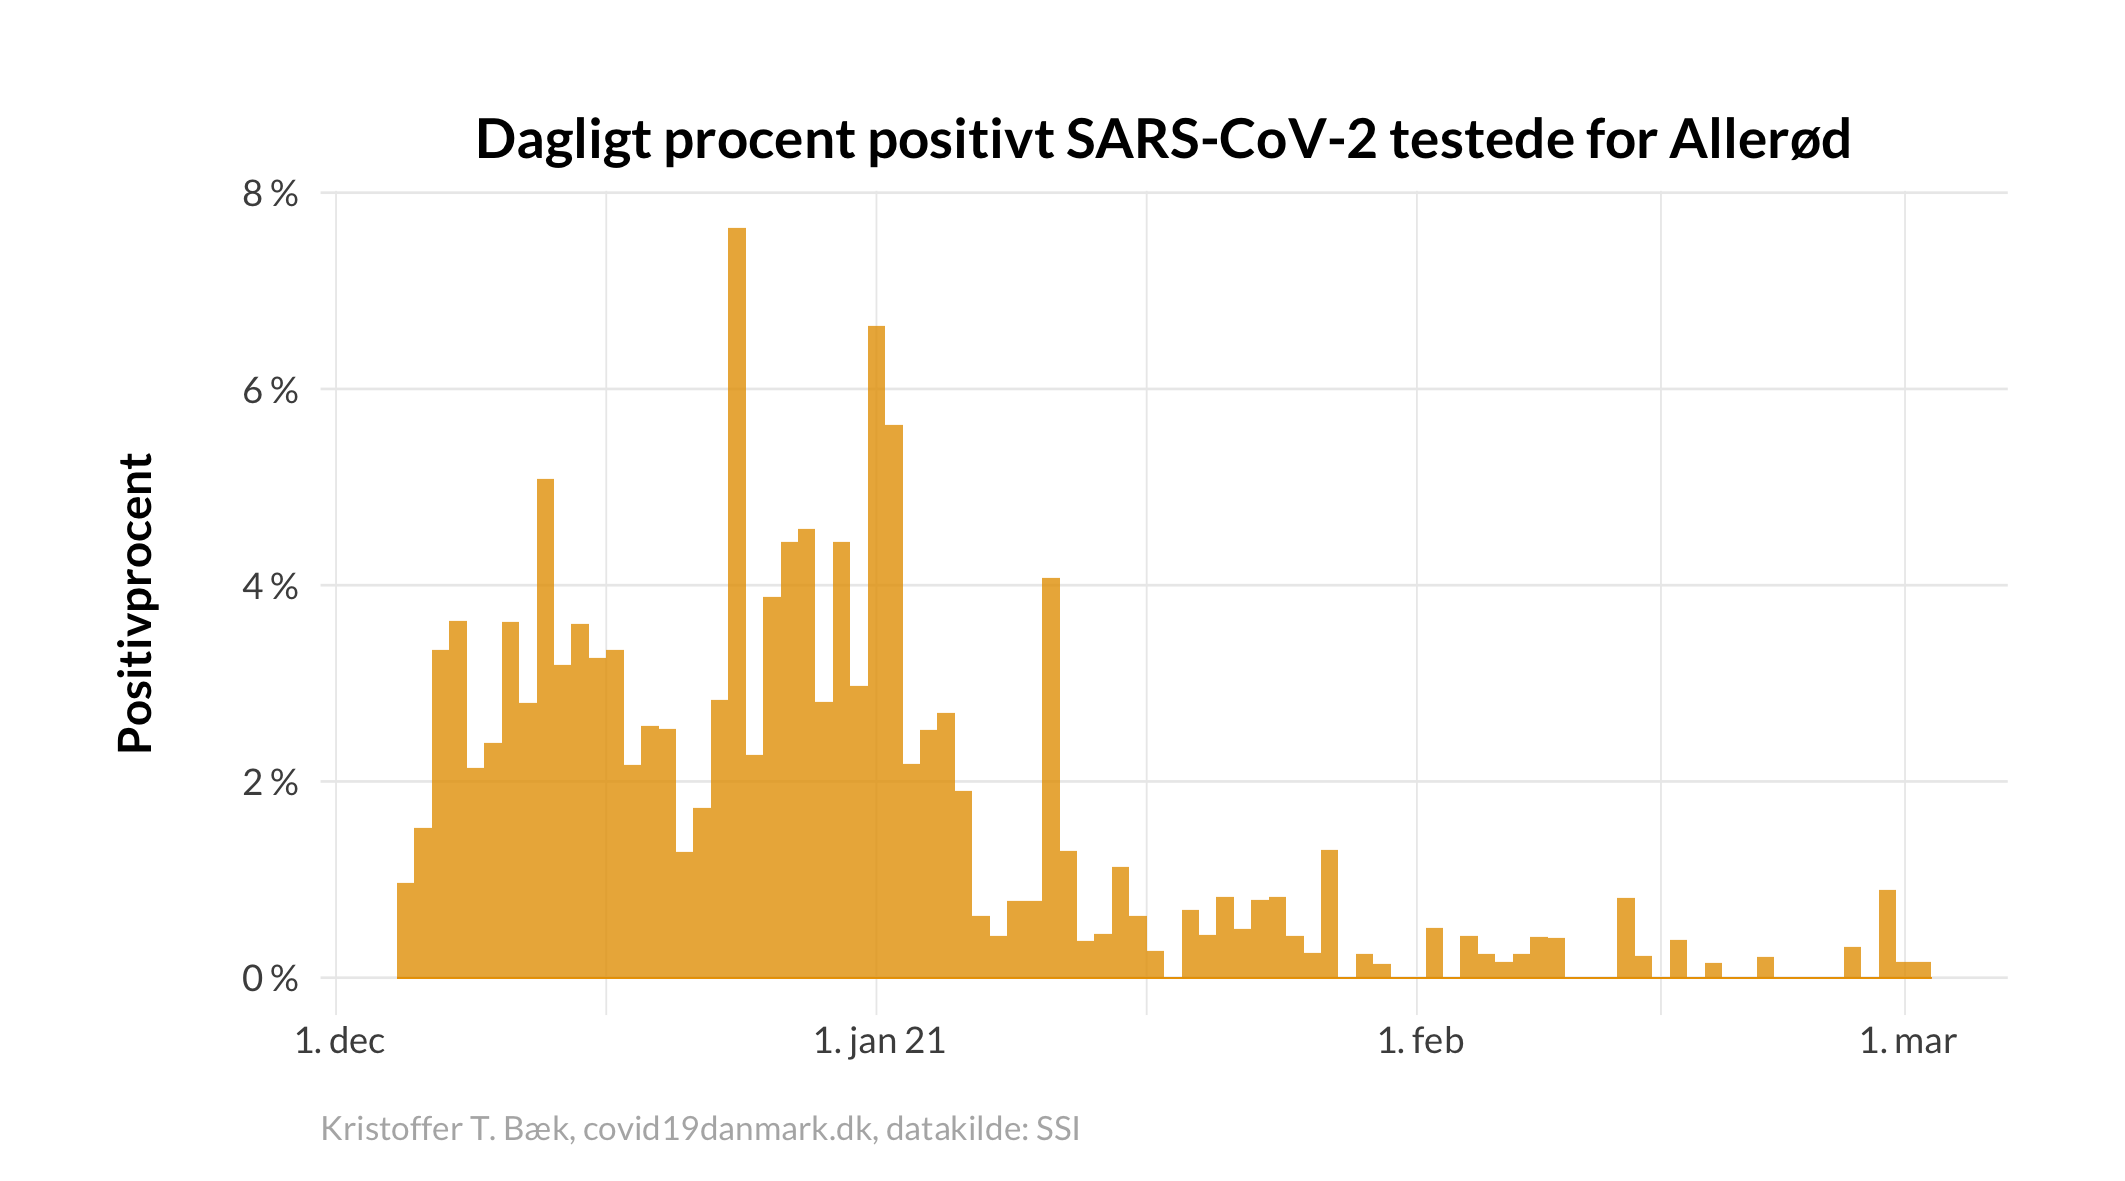 Dagligt procent positivt SARS-CoV-2 testede for Allerød
8 %
6 %
4 %
2 %
0 %
Positivprocent
1. dec
1. jan 21
1. feb
1. mar
Kristoffer T. Bæk, covid19danmark.dk, datakilde: SSI